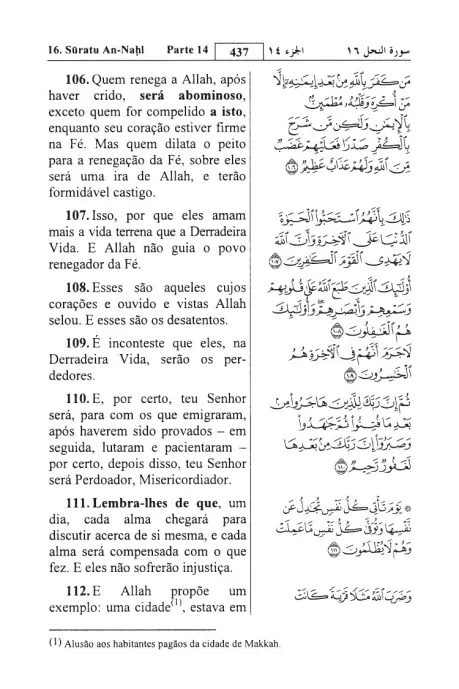 16. Sūratu An-Naḥl Parte 14 437 الجزء ١٤ سورة النحل ١٦
106. Quem renega a Allah, após
haver crido, será abominoso,
exceto quem for compelido a isto,
enquanto seu coração estiver firme
na Fé. Mas quem dilata o peito
para a renegação da Fé, sobre eles
será uma ira de Allah, e terão
formidável castigo.
مَن كَفَرَ بِٱللَّهِ مِنۢ بَعْدِ إِيمَٰنِهِۦٓ إِلَّا
مَنْ أُكْرِهَ وَقَلْبُهُۥ مُطْمَئِنٌّۢ
بِٱلْإِيمَٰنِ وَلَٰكِن مَّن شَرَحَ
بِٱلْكُفْرِ صَدْرًا فَعَلَيْهِمْ غَضَبٌ
مِّنَ ٱللَّهِ وَلَهُمْ عَذَابٌ عَظِيمٌ ١٠٦
107. Isso, por que eles amam
mais a vida terrena que a Derradeira
Vida. E Allah não guia o povo
renegador da Fé.
ذَٰلِكَ بِأَنَّهُمُ ٱسْتَحَبُّوا۟ ٱلْحَيَوٰةَ
ٱلدُّنْيَا عَلَى ٱلْءَاخِرَةِ وَأَنَّ ٱللَّهَ
لَا يَهْدِى ٱلْقَوْمَ ٱلْكَٰفِرِينَ ١٠٧
108. Esses são aqueles cujos
corações e ouvido e vistas Allah
selou. E esses são os desatentos.
أُو۟لَٰٓئِكَ ٱلَّذِينَ طَبَعَ ٱللَّهُ عَلَىٰ قُلُوبِهِمْ
وَسَمْعِهِمْ وَأَبْصَٰرِهِمْ وَأُو۟لَٰٓئِكَ
هُمُ ٱلْغَٰفِلُونَ ١٠٨
109. É inconteste que eles, na
Derradeira Vida, serão os per-
dedores.
لَا جَرَمَ أَنَّهُمْ فِى ٱلْءَاخِرَةِ هُمُ
ٱلْخَٰسِرُونَ ١٠٩
110. E, por certo, teu Senhor
será, para com os que emigraram,
após haverem sido provados – em
seguida, lutaram e pacientaram –
por certo, depois disso, teu Senhor
será Perdoador, Misericordiador.
ثُمَّ إِنَّ رَبَّكَ لِلَّذِينَ هَاجَرُوا۟ مِنۢ
بَعْدِ مَا فُتِنُوا۟ ثُمَّ جَٰهَدُوا۟
وَصَبَرُوٓا۟ إِنَّ رَبَّكَ مِنۢ بَعْدِهَا
لَغَفُورٌ رَّحِيمٌ ١١٠
111. Lembra-lhes de que, um
dia, cada alma chegará para
discutir acerca de si mesma, e cada
alma será compensada com o que
fez. E eles não sofrerão injustiça.
۞ يَوْمَ تَأْتِى كُلُّ نَفْسٍ تُجَٰدِلُ عَن
نَّفْسِهَا وَتُوَفَّىٰ كُلُّ نَفْسٍ مَّا عَمِلَتْ
وَهُمْ لَا يُظْلَمُونَ ١١١
112. E Allah propõe um
exemplo: uma cidade(1), estava em
وَضَرَبَ ٱللَّهُ مَثَلًا قَرْيَةً كَانَتْ
(1) Alusão aos habitantes pagãos da cidade de Makkah.